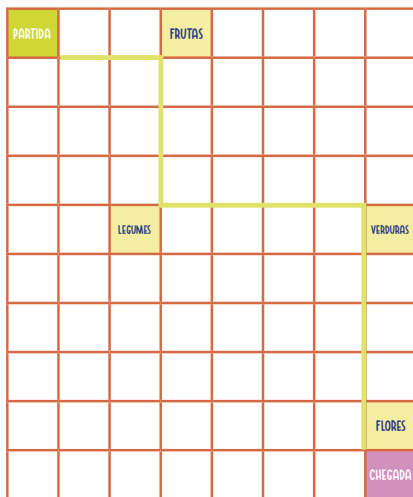 PARTIDA
FRUTAS
LEGUMES
VERDURAS
FLORES
CHEGADA